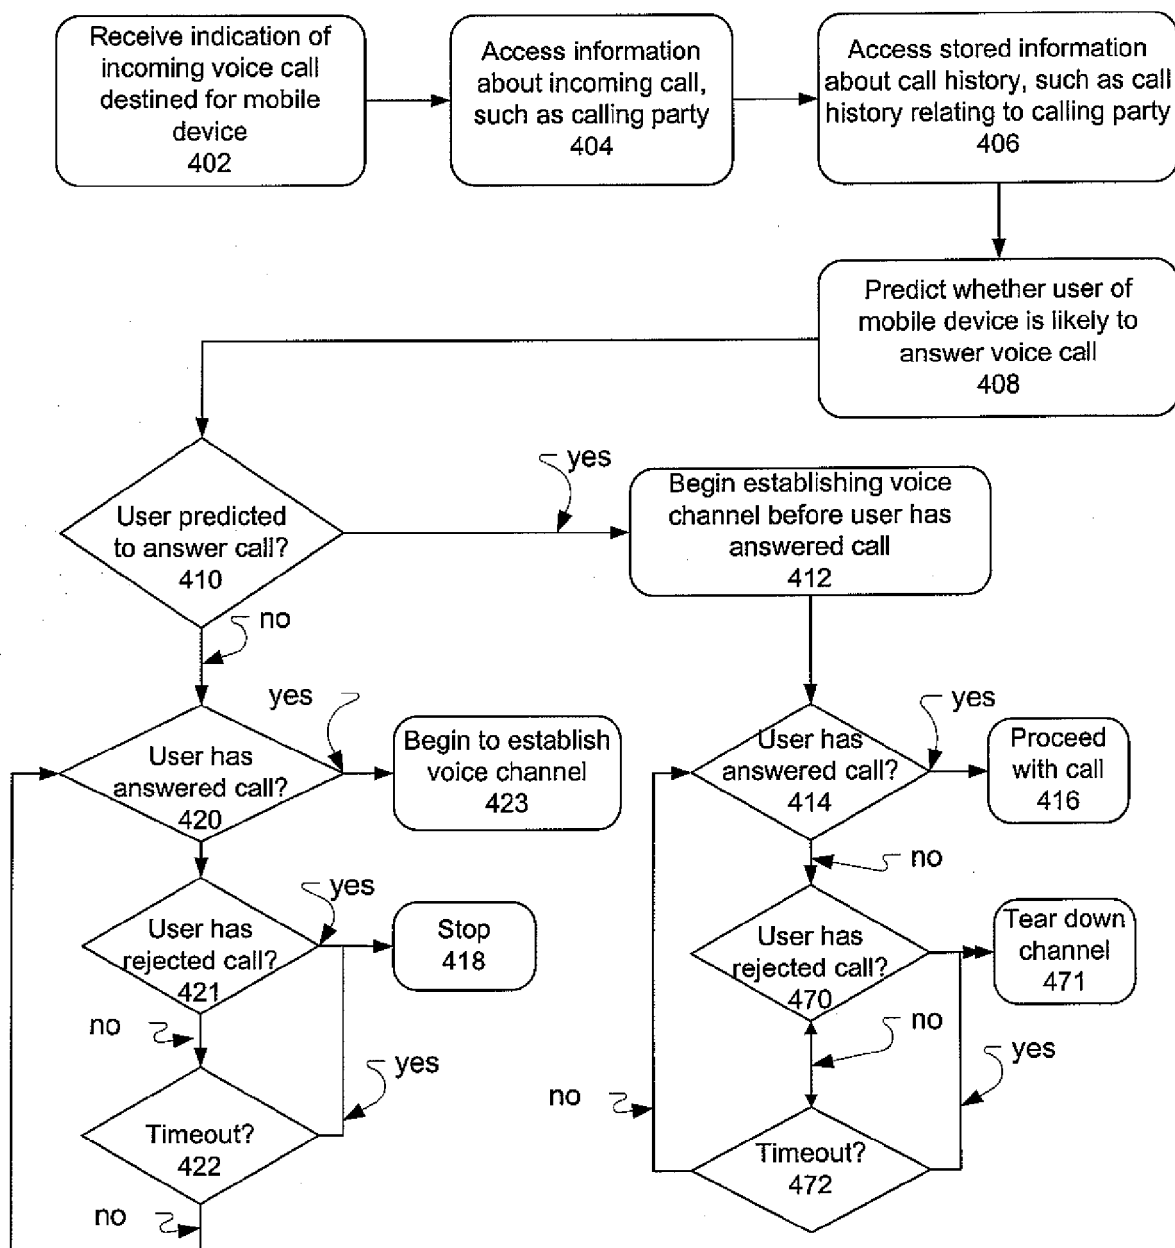 Receive indication of
incoming voice call
destined for mobile
device
402
Access information
about incoming call,
such as calling party
404
Access stored information
about call history, such as call
history relating to calling party
406
Predict whether user of
mobile device is likely to
answer voice call
408
User predicted
to answer call?
410
yes
Begin establishing voice
channel before user has
answered call
412
no
User has
answered call?
420
yes
Begin to establish
voice channel
423
User has
answered call?
414
yes
Proceed
with call
416
no
User has
rejected call?
421
yes
Stop
418
User has
rejected call?
470
Tear down
channel
471
no
no
Timeout?
422
yes
no
Timeout?
472
yes
no